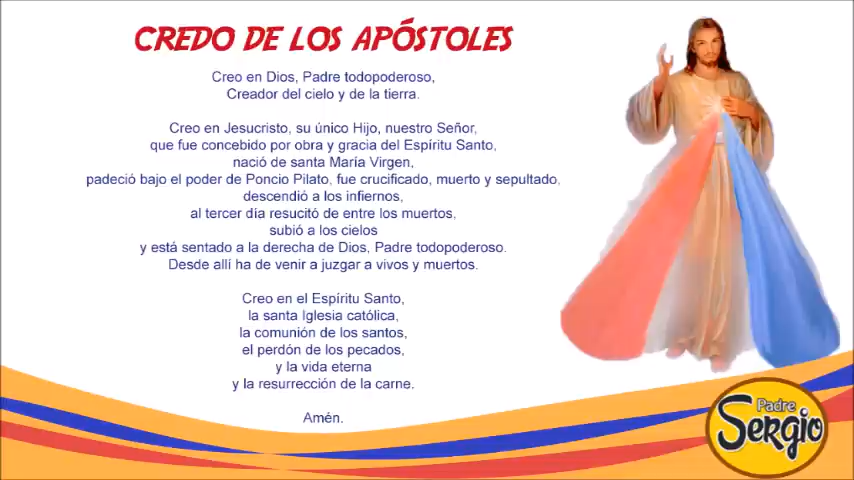 CREDO DE LOS APÓSTOLES
Creo en Dios, Padre todopoderoso,
Creador del cielo y de la tierra.
Creo en Jesucristo, su único Hijo, nuestro Señor,
que fue concebido por obra y gracia del Espíritu Santo,
nació de santa María Virgen,
padeció bajo el poder de Poncio Pilato, fue crucificado, muerto y sepultado,
descendió a los infiernos,
al tercer día resucitó de entre los muertos,
subió a los cielos
y está sentado a la derecha de Dios, Padre todopoderoso.
Desde allí ha de venir a juzgar a vivos y muertos.
Creo en el Espíritu Santo,
la santa Iglesia católica,
la comunión de los santos,
el perdón de los pecados,
y la vida eterna
y la resurrección de la carne.
Amén.
Padre
Sergio